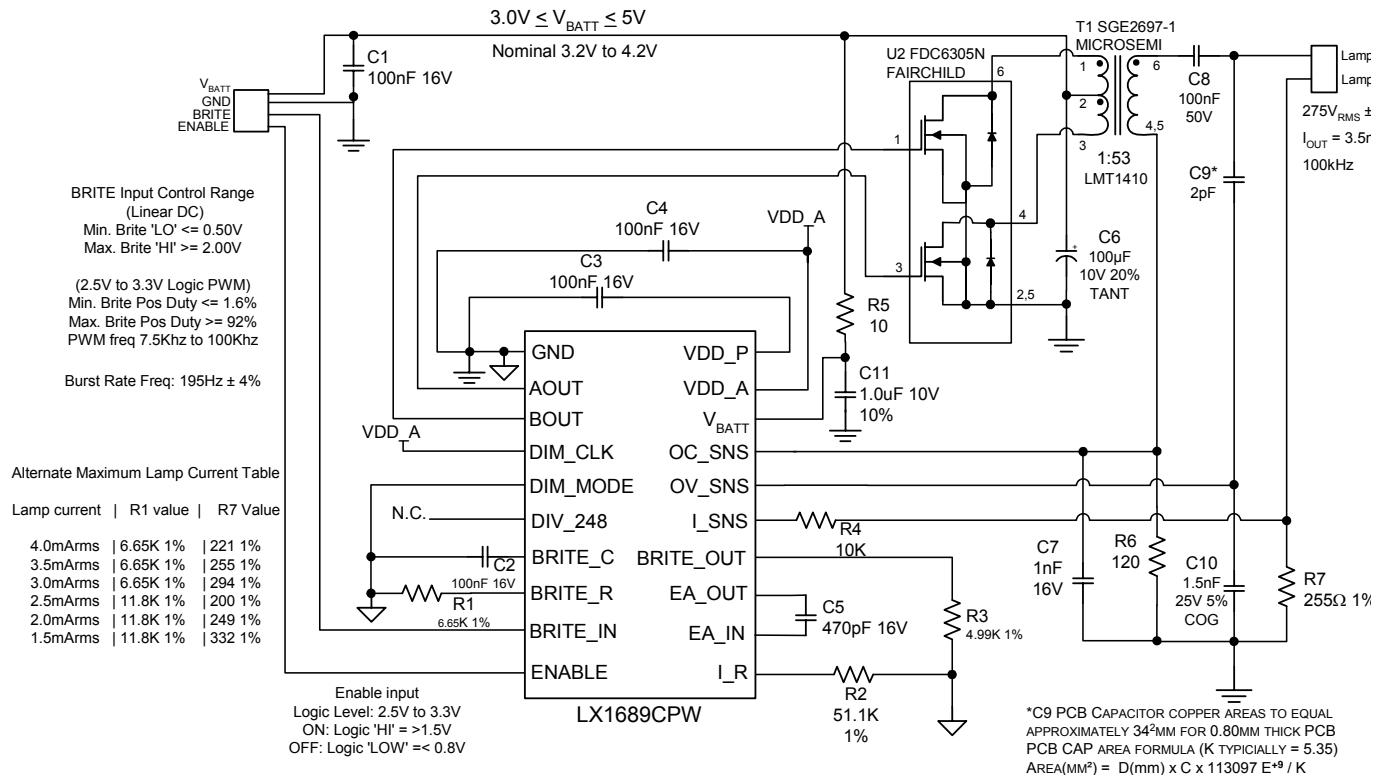 3.0V ≤ VBATT ≤ 5V
Nominal 3.2V to 4.2V
VBATT
GND
BRITE
ENABLE
C1
100nF 16V
U2 FDC6305N
FAIRCHILD
6
1
4
3
2,5
T1 SGE2697-1
MICROSEMI
1
2
3
6
4,5
1:53
LMT1410
C8
100nF
50V
Lamp
Lamp
275VRMS ±
IOUT = 3.5
100kHz
C9*
2pF
C6
+
100µF
10V 20%
TANT
BRITE Input Control Range
(Linear DC)
Min. Brite 'LO' <= 0.50V
Max. Brite 'HI' >= 2.00V
(2.5V to 3.3V Logic PWM)
Min. Brite Pos Duty <= 1.6%
Max. Brite Pos Duty >= 92%
PWM freq 7.5Khz to 100Khz
Burst Rate Freq: 195Hz ± 4%
C4
100nF 16V
VDD_A
C3
100nF 16V
R5
10
C11
1.0uF 10V
10%
VDD_A
GND
AOUT
BOUT
DIM_CLK
DIM_MODE
DIV_248
BRITE_C
BRITE_R
BRITE_IN
ENABLE
VDD_P
VDD_A
VBATT
OC_SNS
OV_SNS
I_SNS
BRITE_OUT
EA_OUT
EA_IN
I_R
LX1689CPW
N.C.
C2
100nF 16V
R1
6.65K 1%
R4
10K
C5
470pF 16V
R3
4.99K 1%
R2
51.1K
1%
C7
1nF
16V
R6
120
C10
1.5nF
25V 5%
COG
R7
255Ω 1%
Alternate Maximum Lamp Current Table
Lamp current | R1 value | R7 Value
4.0mArms | 6.65K 1% | 221 1%
3.5mArms | 6.65K 1% | 255 1%
3.0mArms | 6.65K 1% | 294 1%
2.5mArms | 11.8K 1% | 200 1%
2.0mArms | 11.8K 1% | 249 1%
1.5mArms | 11.8K 1% | 332 1%
Enable input
Logic Level: 2.5V to 3.3V
ON: Logic 'HI' = >1.5V
OFF: Logic 'LOW' =< 0.8V
*C9 PCB CAPACITOR COPPER AREAS TO EQUAL
APPROXIMATELY 34²MM FOR 0.80MM THICK PCB
PCB CAP AREA FORMULA (K TYPICIALLY = 5.35)
AREA(MM²) = D(mm) x C x 113097 E⁺⁹ / K